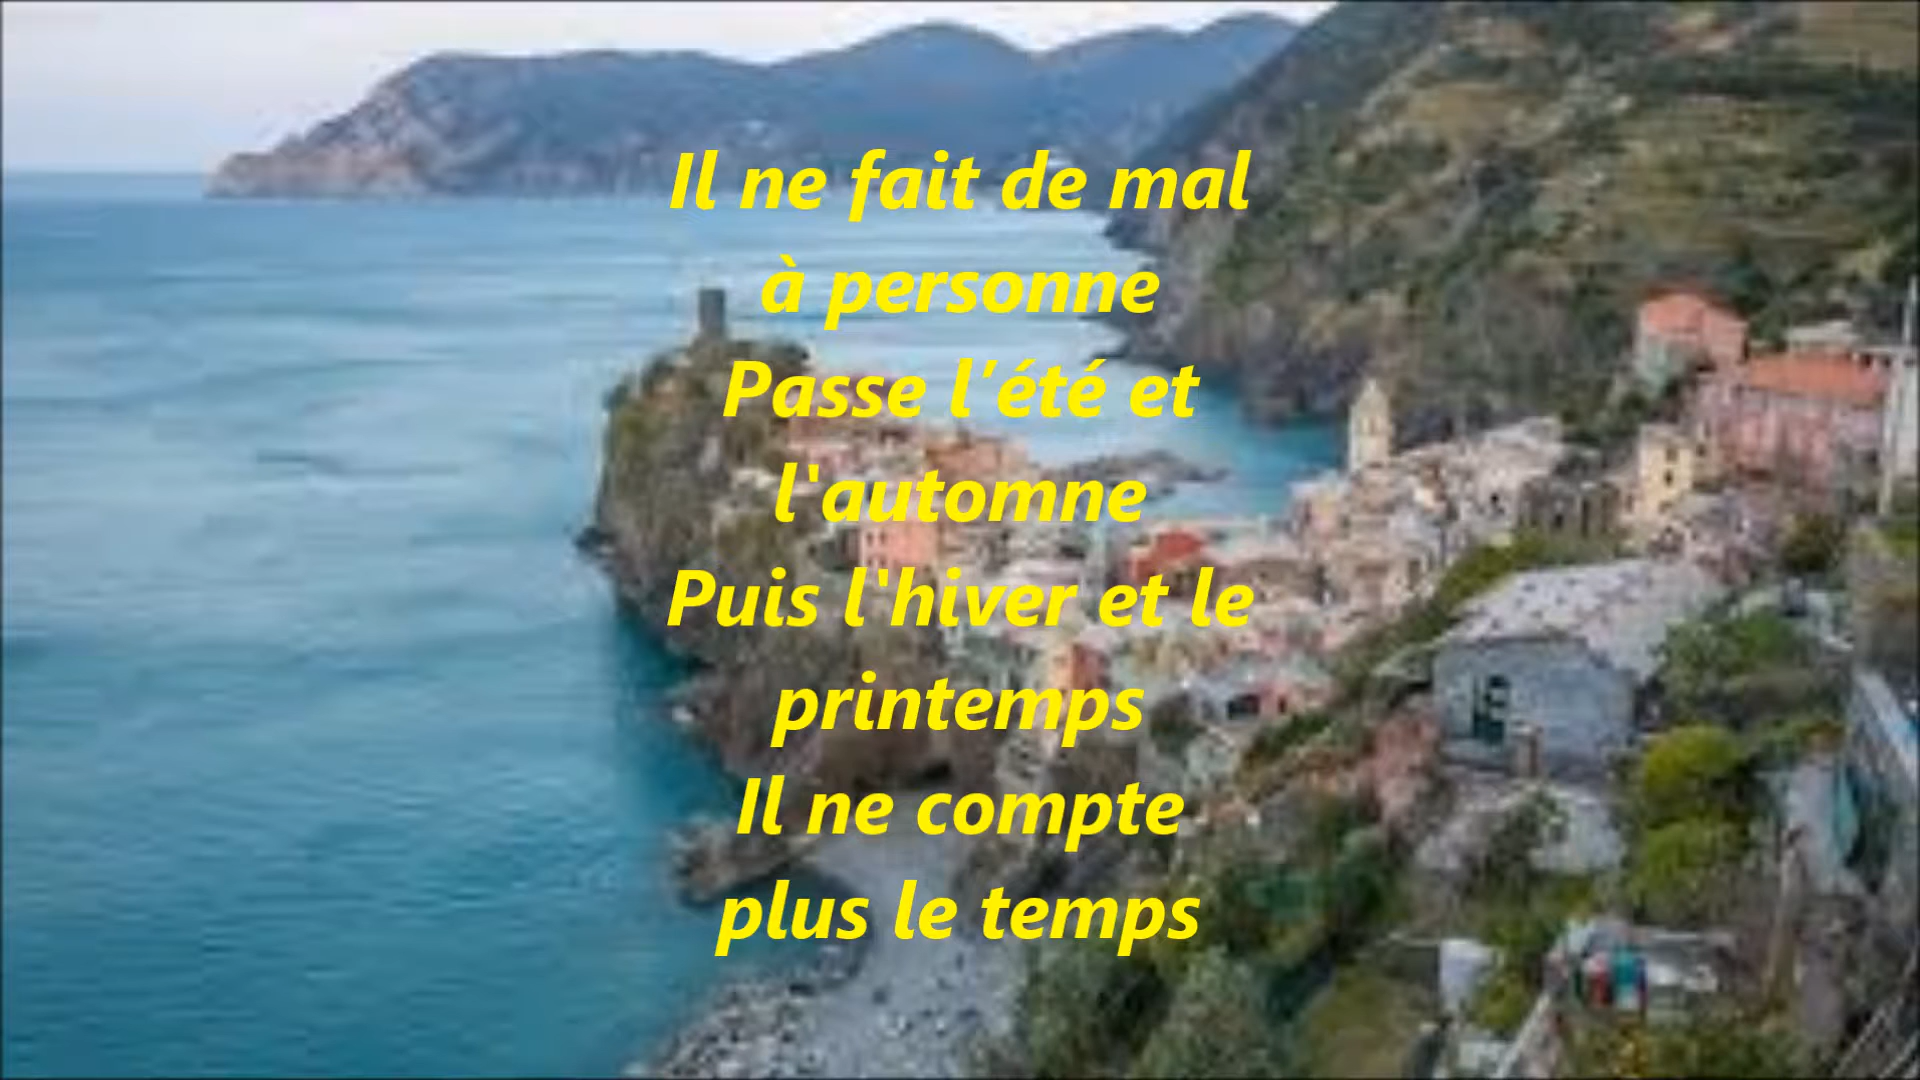 Il ne fait de mal
à personne
Passe l'été et
l'automne
Puis l'hiver et le
printemps
Il ne compte
plus le temps